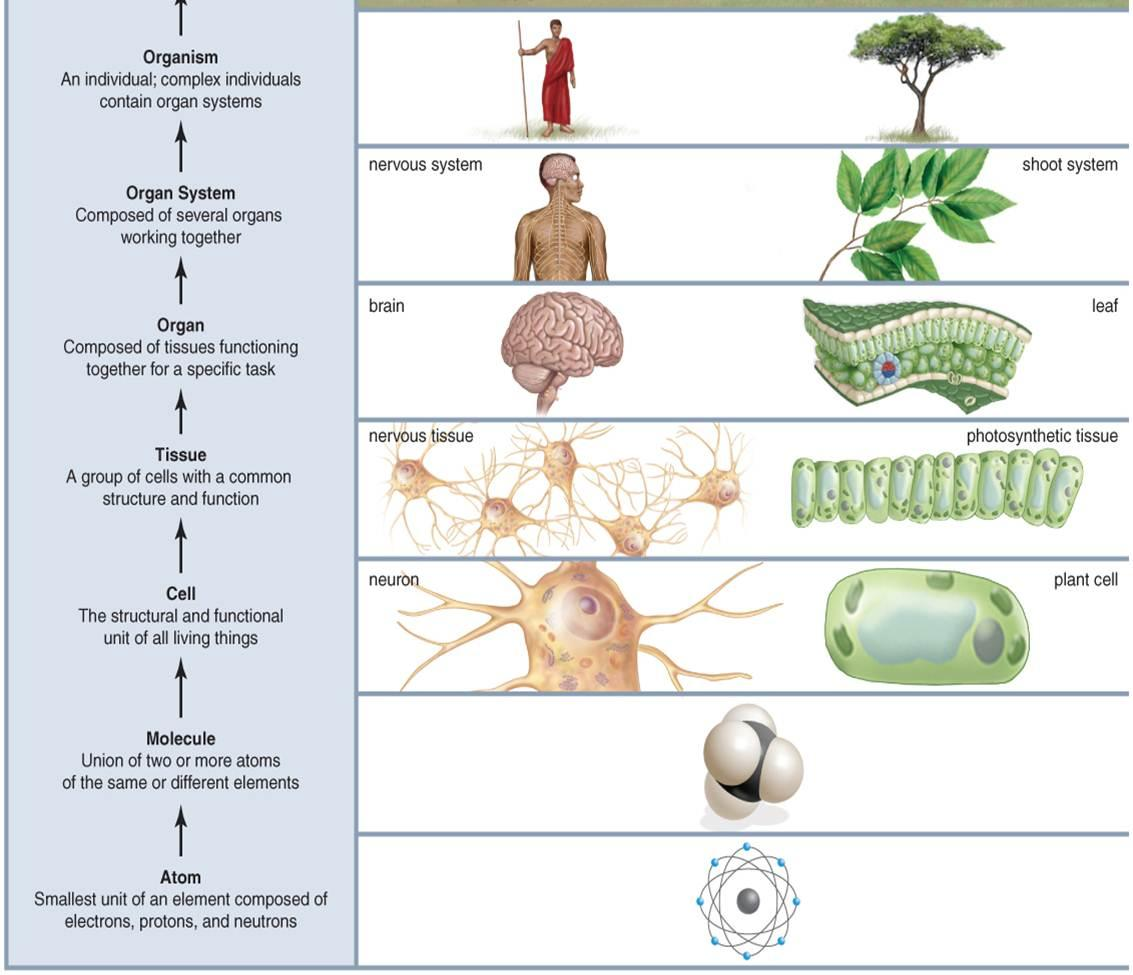 Organism
An individual; complex individuals
contain organ systems
nervous system
shoot system
Organ System
Composed of several organs
working together
brain
leaf
Organ
Composed of tissues functioning
together for a specific task
nervous tissue
photosynthetic tissue
Tissue
A group of cells with a common
structure and function
neuron
plant cell
Cell
The structural and functional
unit of all living things
Molecule
Union of two or more atoms
of the same or different elements
Atom
Smallest unit of an element composed of
electrons, protons, and neutrons